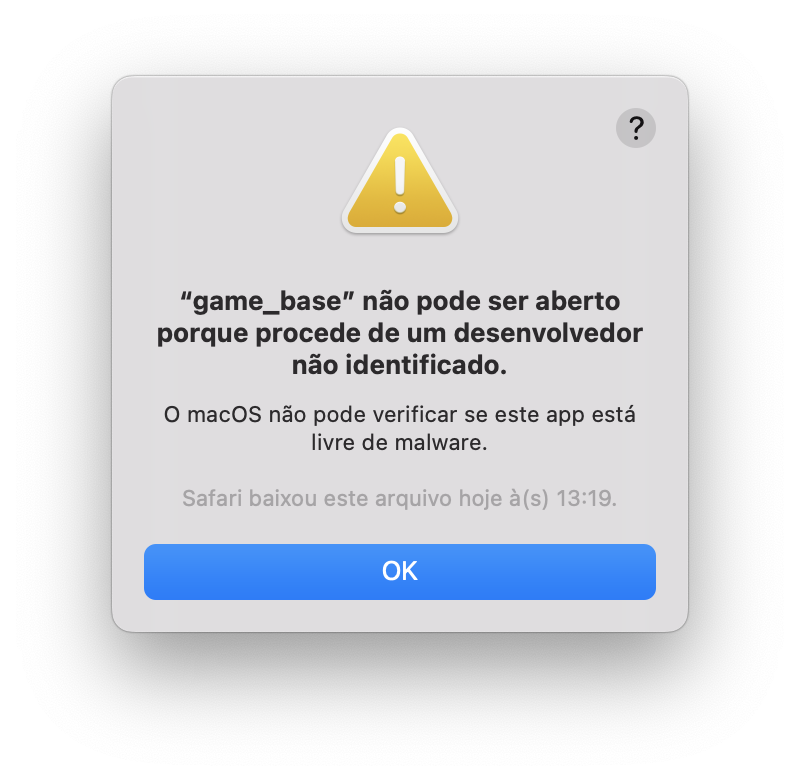 ?
“game_base” não pode ser aberto
porque procede de um desenvolvedor
não identificado.
O macOS não pode verificar se este app está
livre de malware.
Safari baixou este arquivo hoje à(s) 13:19.
OK